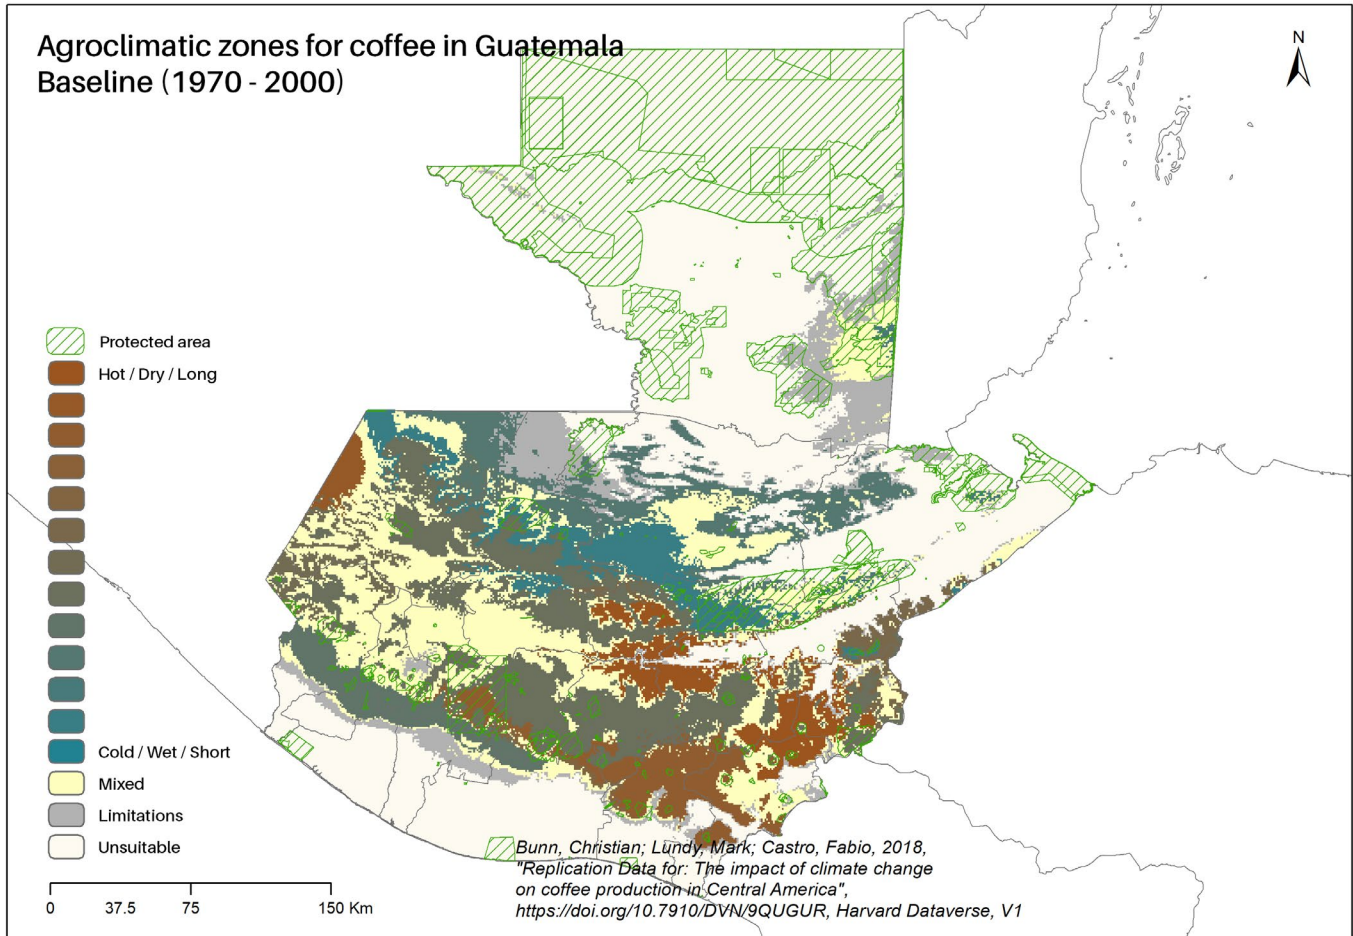 Agroclimatic zones for coffee in Guatemala
Baseline (1970 - 2000)
N
Protected area
Hot / Dry / Long
Cold / Wet / Short
Mixed
Limitations
Unsuitable
0 37.5 75 150 Km
Bunn, Christian; Lundy, Mark; Castro, Fabio, 2018,
"Replication Data for: The impact of climate change
on coffee production in Central America",
https://doi.org/10.7910/DVN/9QUGUR, Harvard Dataverse, V1